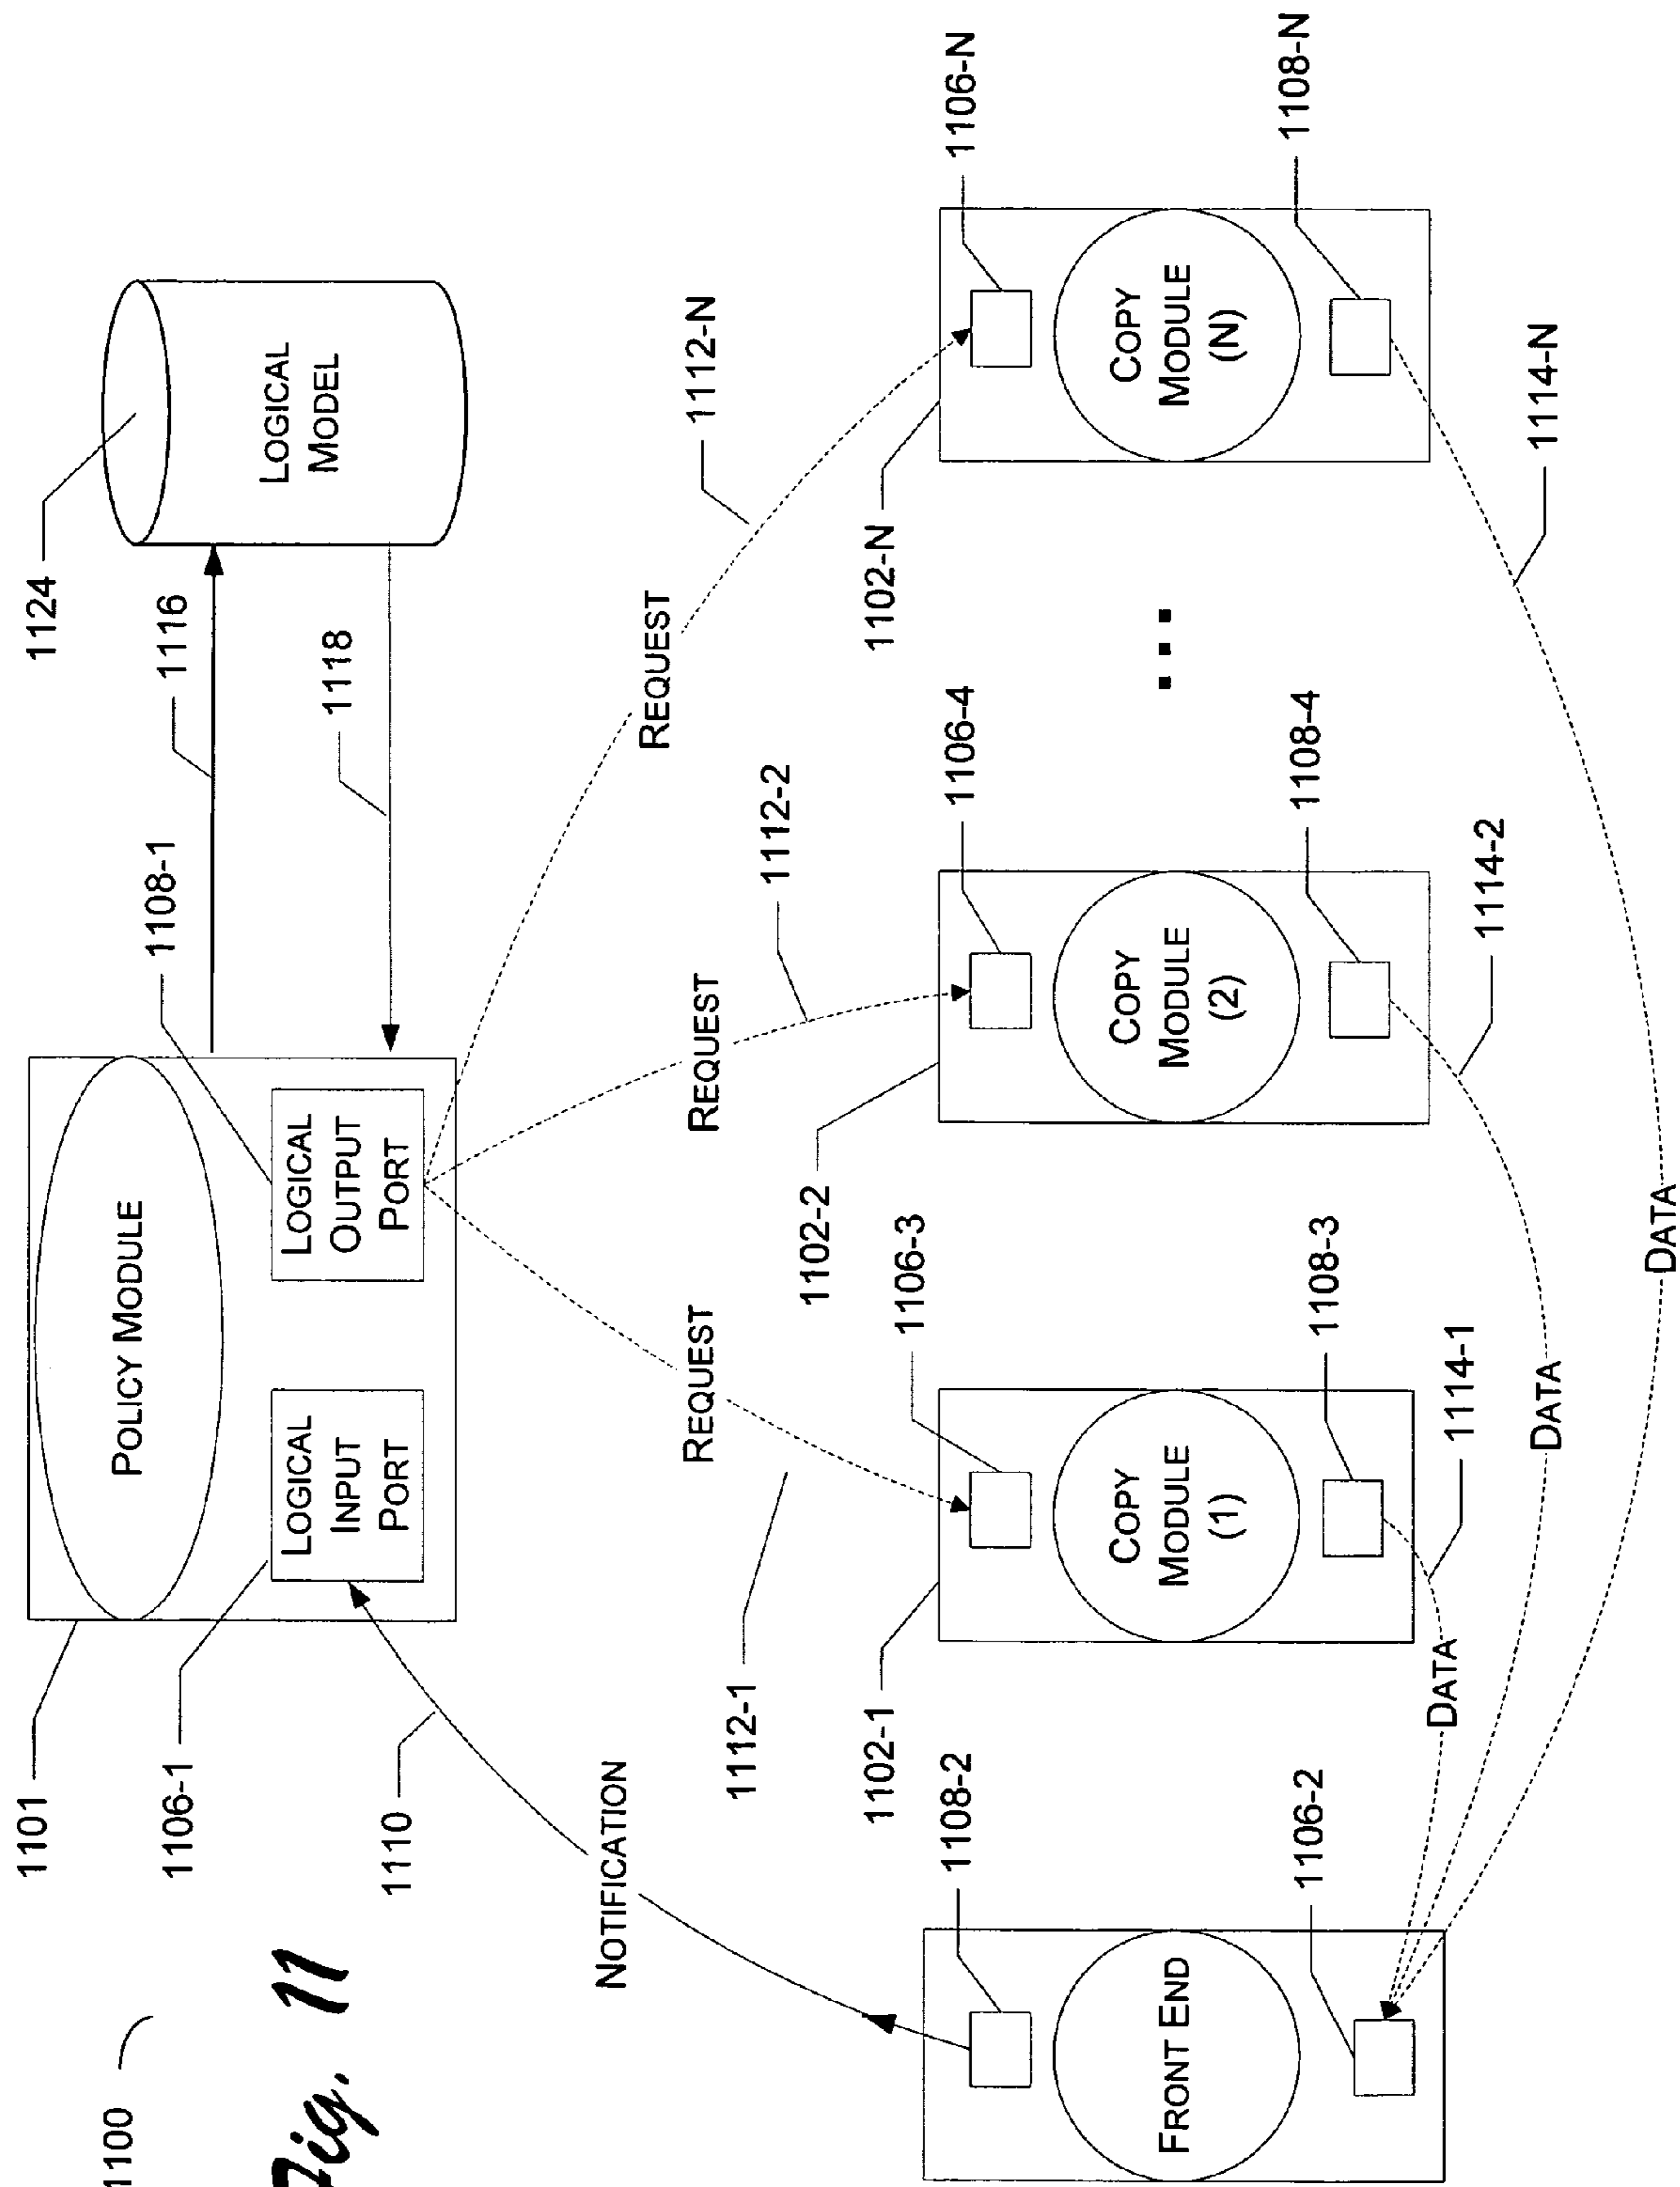 1100
Fig. 11
1101
1106-1
1110
POLICY MODULE
LOGICAL
INPUT
PORT
LOGICAL
OUTPUT
PORT
1108-1
1116
1118
1124
LOGICAL
MODEL
NOTIFICATION
REQUEST
REQUEST
REQUEST
1112-1
1112-2
1112-N
1108-2
FRONT END
1106-2
1102-1
1106-3
COPY
MODULE
(1)
1108-3
1114-1
1102-2
1106-4
COPY
MODULE
(2)
1108-4
1114-2
...
1102-N
1106-N
COPY
MODULE
(N)
1108-N
1114-N
DATA
DATA
DATA